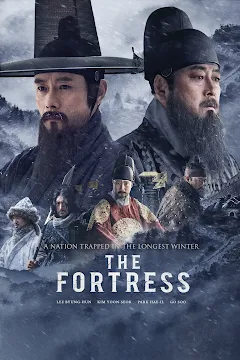 A NATION TRAPPED BY THE LONGEST WINTER
THE
FORTRESS
LEE BYUNG-HUN KIM YOON-SEOK PARK HAE-IL GO SOO